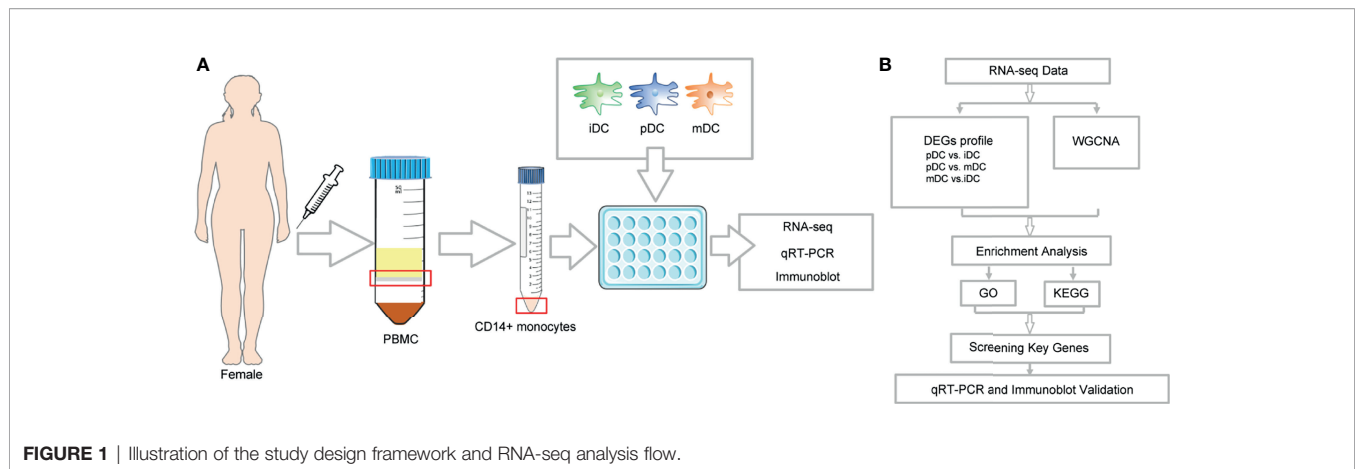 A
Female
PBMC
CD14+ monocytes
iDC pDC mDC
RNA-seq
qRT-PCR
Immunoblot
B
RNA-seq Data
DEGs profile
pDC vs. iDC
pDC vs. mDC
mDC vs.iDC
WGCNA
Enrichment Analysis
GO
KEGG
Screening Key Genes
qRT-PCR and Immunoblot Validation
FIGURE 1 | Illustration of the study design framework and RNA-seq analysis flow.